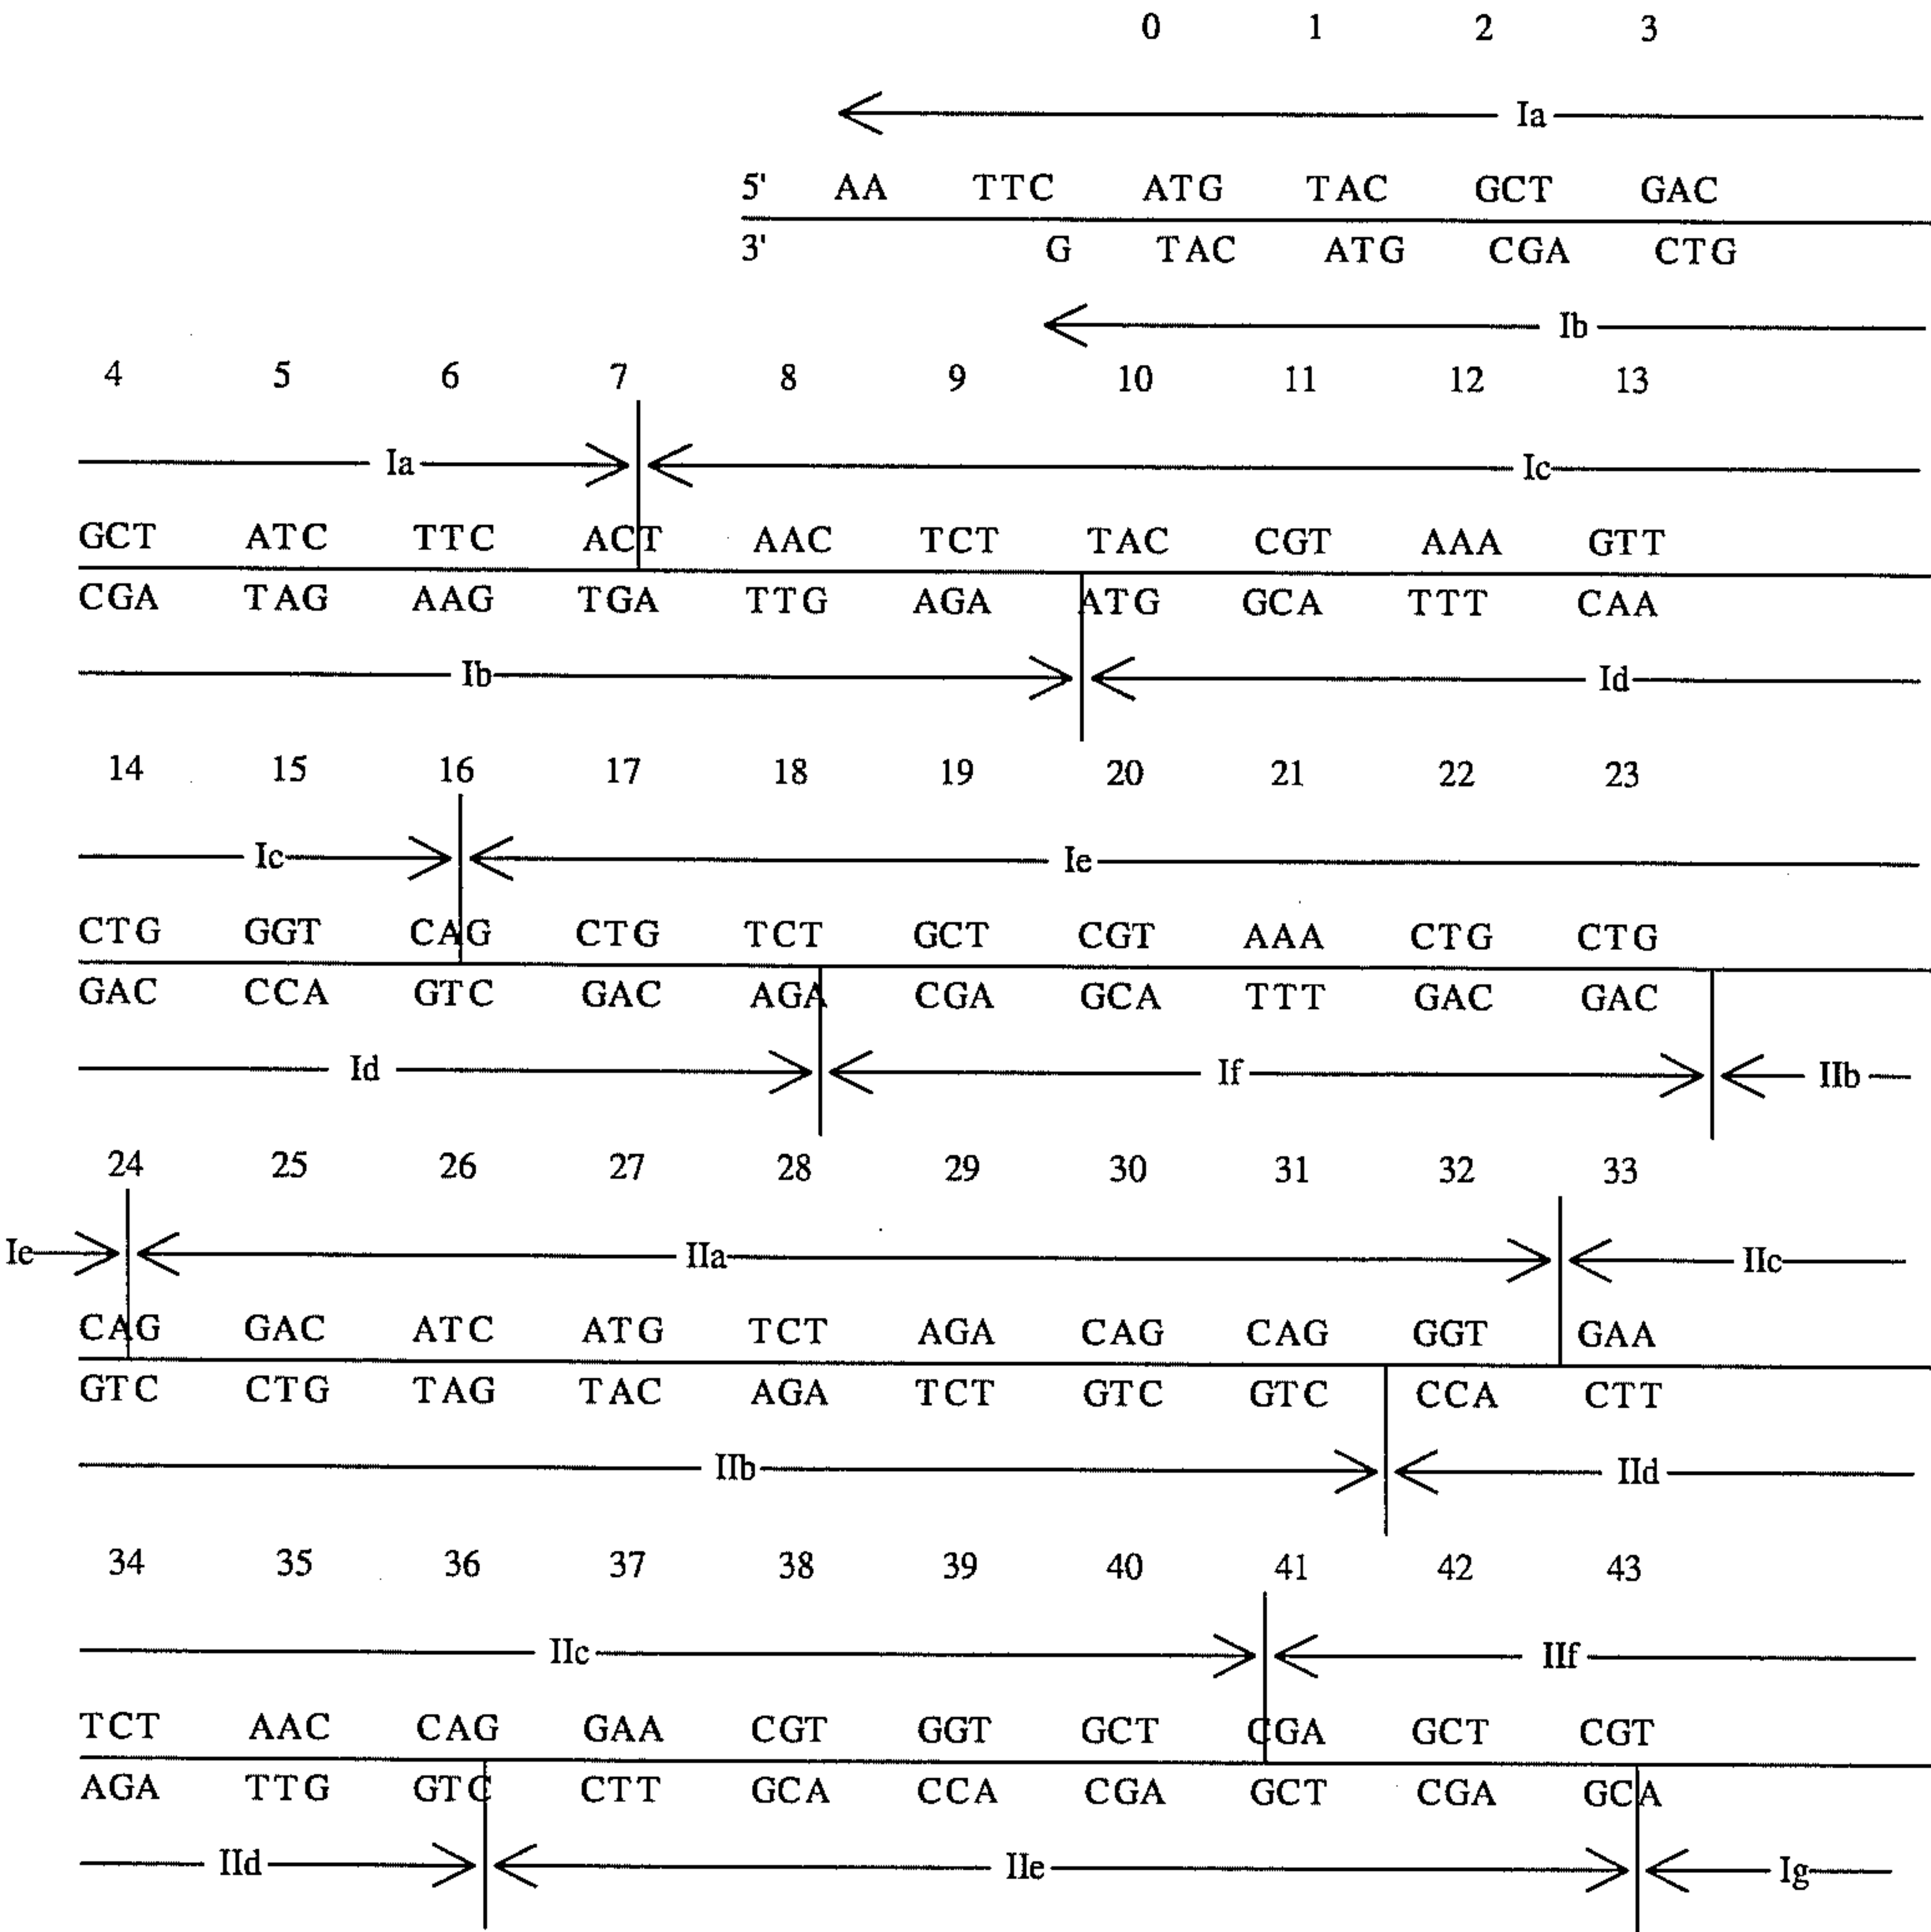 0 1 2 3
Ia
5' AA TTC ATG TAC GCT GAC
3' G TAC ATG CGA CTG
Ib
4 5 6 7 8 9 10 11 12 13
Ia Ic
GCT ATC TTC ACT AAC TCT TAC CGT AAA GTT
CGA TAG AAG TGA TTG AGA ATG GCA TTT CAA
Ib Id
14 15 16 17 18 19 20 21 22 23
Ic Ie
CTG GGT CAG CTG TCT GCT CGT AAA CTG CTG
GAC CCA GTC GAC AGA CGA GCA TTT GAC GAC
Id If IIb
24 25 26 27 28 29 30 31 32 33
Ie IIa IIc
CAG GAC ATC ATG TCT AGA CAG CAG GGT GAA
GTC CTG TAG TAC AGA TCT GTC GTC CCA CTT
IIb IId
34 35 36 37 38 39 40 41 42 43
IIc IIf
TCT AAC CAG GAA CGT GGT GCT CGA GCT CGT
AGA TTG GTC CTT GCA CCA CGA GCT CGA GCA
IId IIe Ig